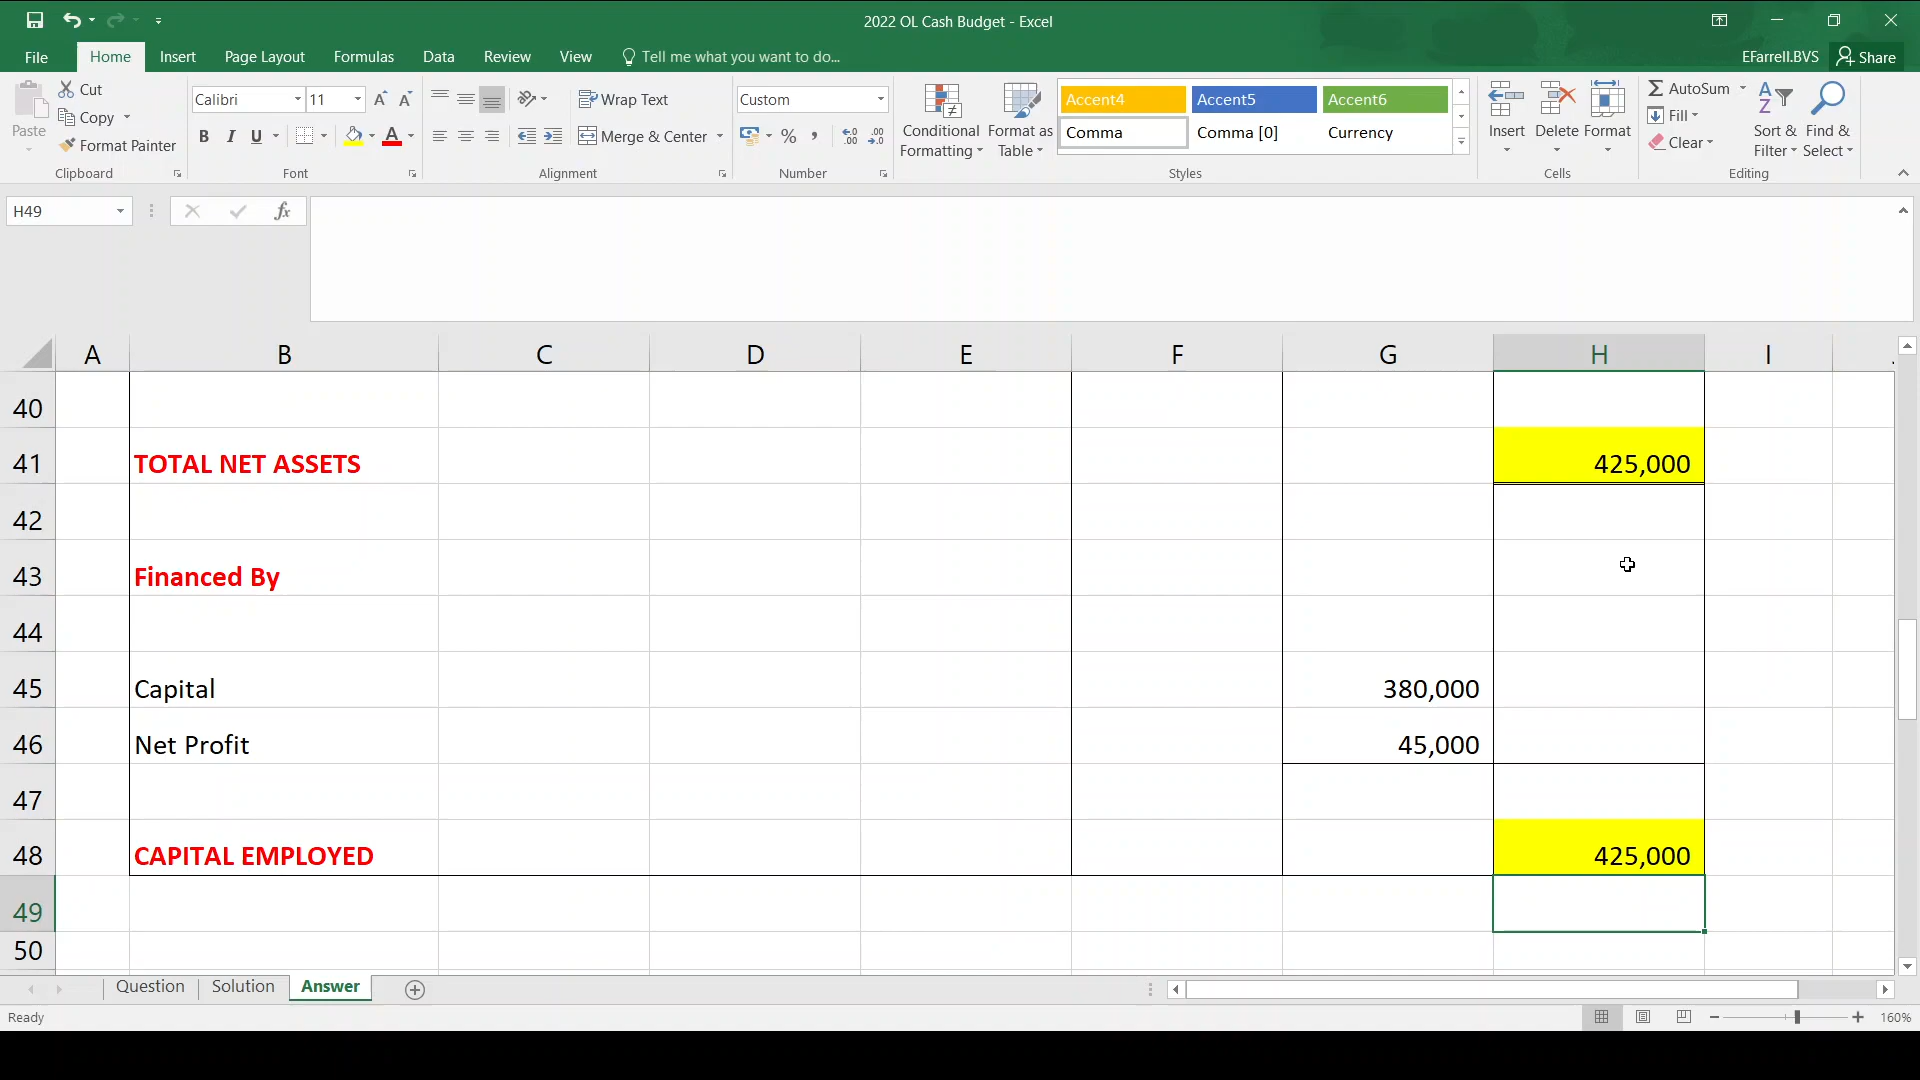 2022 OL Cash Budget - Excel
File Home Insert Page Layout Formulas Data Review View Tell me what you want to do... EFarrell.BVS Share
Paste Cut Copy Format Painter Clipboard
Calibri 11 B I U A Font
Wrap Text Merge & Center Alignment
Custom % , Number
Conditional Formatting Format as Table
Accent4 Accent5 Accent6
Comma Comma [0] Currency
Styles
Insert Delete Format Cells
AutoSum Fill Clear Sort & Filter Find & Select Editing
H49 fx
A B C D E F G H I
40
41 TOTAL NET ASSETS 425,000
42
43 Financed By
44
45 Capital 380,000
46 Net Profit 45,000
47
48 CAPITAL EMPLOYED 425,000
49
50
Question Solution Answer
Ready 160%